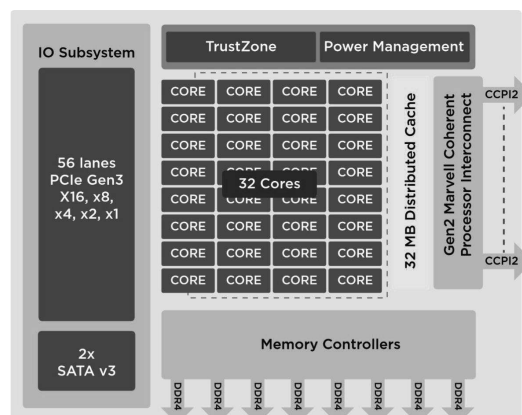 IO Subsystem
56 lanes
PCIe Gen3
X16, x8,
x4, x2, x1
2x
SATA v3
TrustZone
Power Management
CORE CORE CORE CORE
CORE CORE CORE CORE
CORE CORE CORE CORE
CORE CORE CORE CORE
32 Cores
CORE CORE CORE CORE
CORE CORE CORE CORE
CORE CORE CORE CORE
CORE CORE CORE CORE
32 MB Distributed Cache
Gen2 Marvell Coherent
Processor Interconnect
CCPI2
CCPI2
Memory Controllers
DDR4 DDR4 DDR4 DDR4 DDR4 DDR4 DDR4 DDR4